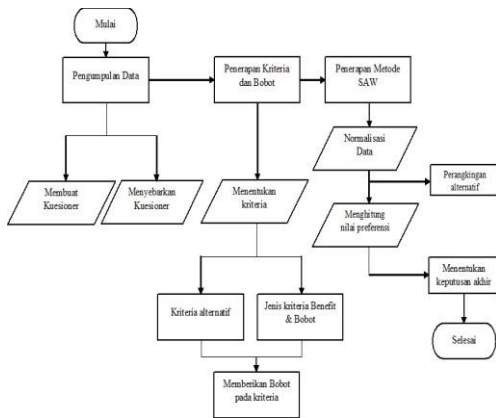 Mulai
Pengumpulan Data
Penerapan Kriteria
dan Bobot
Penerapan Metode
SAW
Normalisasi
Data
Membuat
Kuesioner
Menyebarkan
Kuesioner
Menentukan
kriteria
Perangkingan
alternatif
Menghitung
nilai preferensi
Menentukan
keputusan akhir
Kriteria alternatif
Jenis kriteria Benefit
& Bobot
Selesai
Memberikan Bobot
pada kriteria